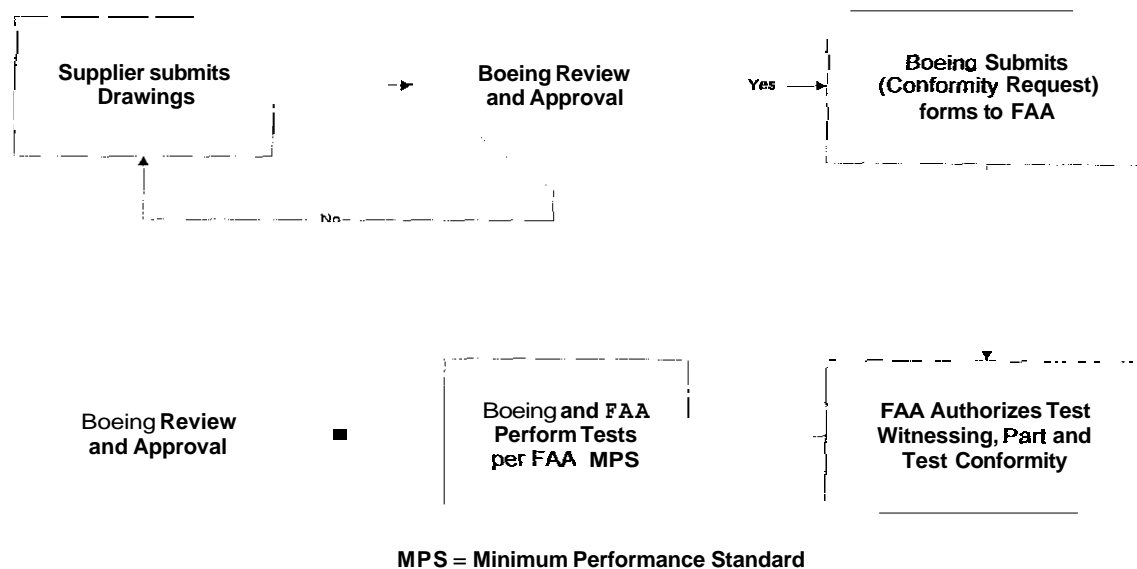 Supplier submits
Drawings
Boeing Review
and Approval
Yes
Boeing Submits
(Conformity Request)
forms to FAA
No
Boeing Review
and Approval
Boeing and FAA
Perform Tests
per FAA MPS
FAA Authorizes Test
Witnessing, Part and
Test Conformity
MPS = Minimum Performance Standard